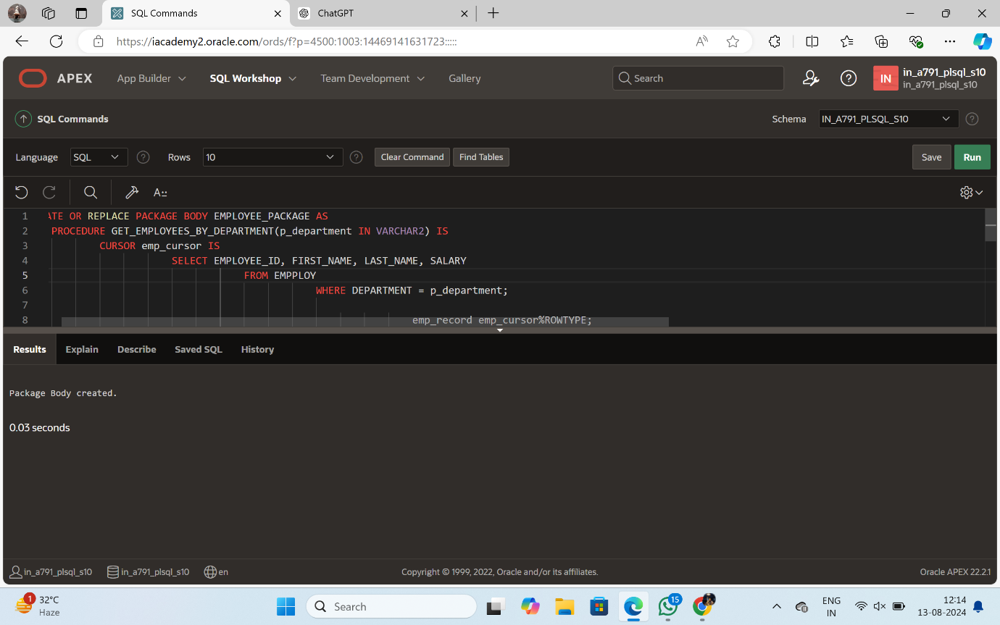 SQL Commands
ChatGPT
https://iacademy2.oracle.com/ords/f?p=4500:1003:14469141631723:::::
APEX App Builder SQL Workshop Team Development Gallery Search IN in_a791_plsql_s10
in_a791_plsql_s10
SQL Commands Schema IN_A791_PLSQL_S10
Language SQL Rows 10 Clear Command Find Tables Save Run
1 ATE OR REPLACE PACKAGE BODY EMPLOYEE_PACKAGE AS
2 PROCEDURE GET_EMPLOYEES_BY_DEPARTMENT(p_department IN VARCHAR2) IS
3 CURSOR emp_cursor IS
4 SELECT EMPLOYEE_ID, FIRST_NAME, LAST_NAME, SALARY
5 FROM EMPPLOY
6 WHERE DEPARTMENT = p_department;
7
8 emp_record emp_cursor%ROWTYPE;
Results Explain Describe Saved SQL History
Package Body created.
0.03 seconds
in_a791_plsql_s10 in_a791_plsql_s10 en Copyright © 1999, 2022, Oracle and/or its affiliates. Oracle APEX 22.2.1
1 32°C
Haze
Search
15
ENG
IN
12:14
13-08-2024